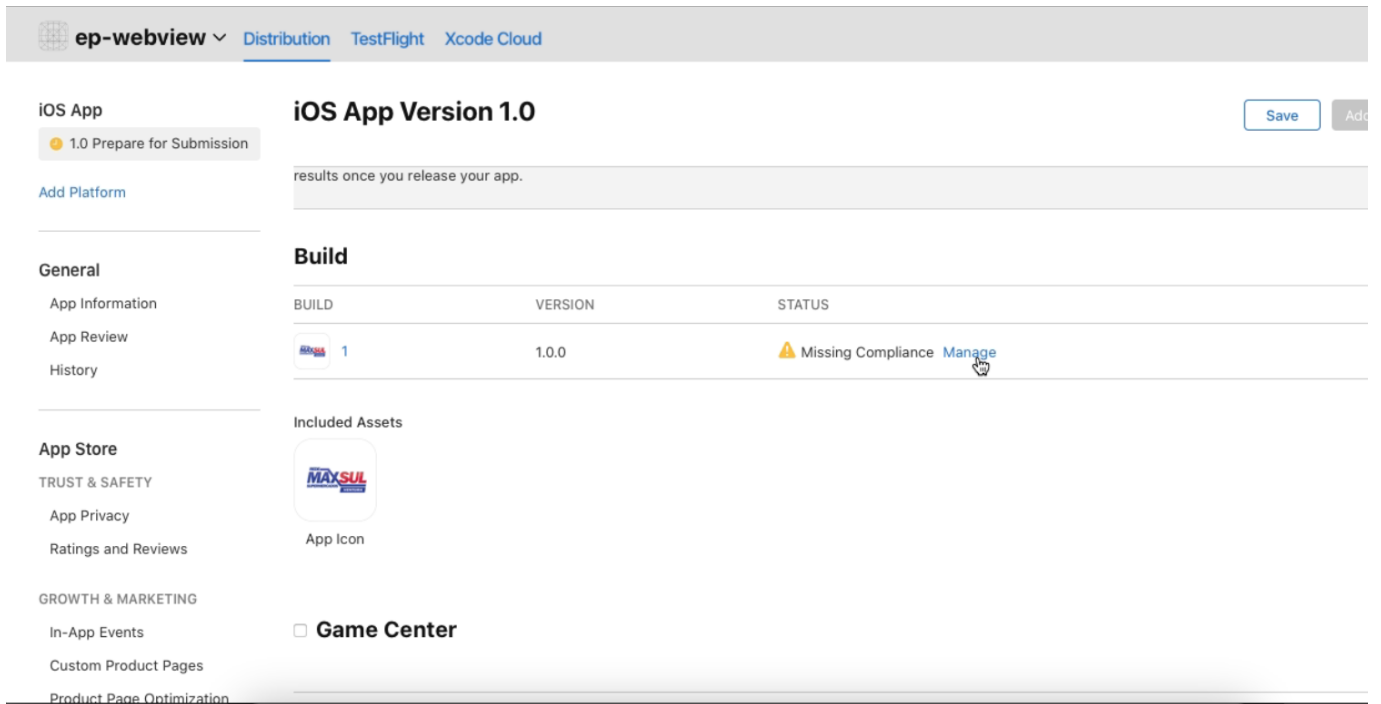 ep-webview Distribution TestFlight Xcode Cloud
iOS App
1.0 Prepare for Submission
Add Platform
General
App Information
App Review
History
App Store
TRUST & SAFETY
App Privacy
Ratings and Reviews
GROWTH & MARKETING
In-App Events
Custom Product Pages
Product Page Optimization
iOS App Version 1.0
Save
results once you release your app.
Build
BUILD VERSION STATUS
1 1.0.0 Missing Compliance Manage
Included Assets
MAXSUL
App Icon
Game Center